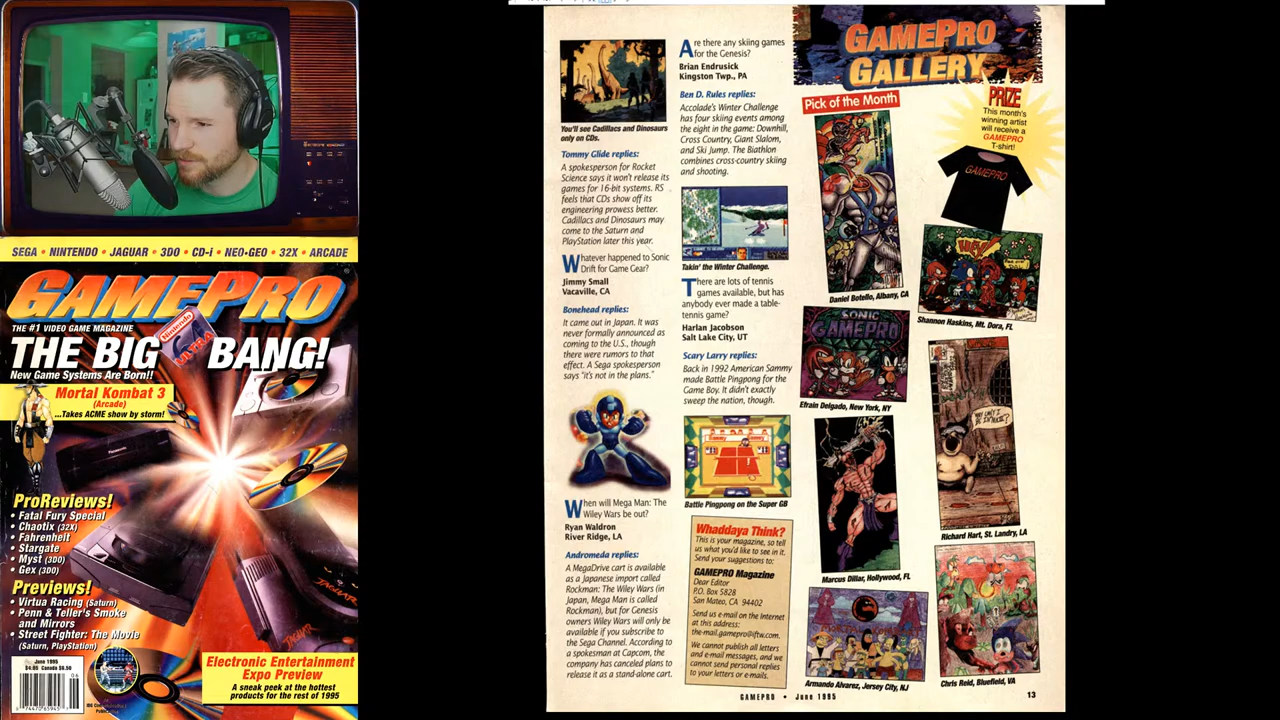 SEGA • NINTENDO • JAGUAR • 3DO • CD-i • NEO•GEO • 32X • ARCADE
GAMEPRO
THE #1 VIDEO GAME MAGAZINE
Nintendo
ULTRA
THE BIG BANG!
New Game Systems Are Born!!
Mortal Kombat 3
(Arcade)
...Takes ACME show by storm!
ProReviews!
• Fatal Fury Special
• Chaotix (32X)
• Fahrenheit
• Stargate
• Myst (3DO)
• Gex (3DO)
Previews!
• Virtua Racing (Saturn)
• Penn & Teller's Smoke
and Mirrors
• Street Fighter: The Movie
(Saturn, PlayStation)
June 1995
$4.95 Canada $6.50
Electronic Entertainment
Expo Preview
A sneak peek at the hottest
products for the rest of 1995
You'll see Cadillacs and Dinosaurs
only on CDs.
Tommy Glide replies:
A spokesperson for Rocket
Science says it won't release its
games for 16-bit systems. RS
feels that CDs show off its
engineering prowess better.
Cadillacs and Dinosaurs may
come to the Saturn and
PlayStation later this year.
Whatever happened to Sonic
Drift for Game Gear?
Jimmy Small
Vacaville, CA
Bonehead replies:
It came out in Japan. It was
never formally announced as
coming to the U.S., though
there were rumors to that
effect. A Sega spokesperson
says "it's not in the plans."
When will Mega Man: The
Wiley Wars be out?
Ryan Waldron
River Ridge, LA
Andromeda replies:
A MegaDrive cart is available
as a Japanese import called
Rockman: The Wiley Wars (in
Japan, Mega Man is called
Rockman), but for Genesis
owners Wiley Wars will only be
available if you subscribe to
the Sega Channel. According to
a spokesman at Capcom, the
company has canceled plans to
release it as a stand-alone cart.
Are there any skiing games
for the Genesis?
Brian Endrusick
Kingston Twp., PA
Ben D. Rules replies:
Accolade's Winter Challenge
has four skiing events among
the eight in the game: Downhill,
Cross Country, Giant Slalom,
and Ski Jump. The Biathlon
combines cross-country skiing
and shooting.
Takin' the Winter Challenge.
There are lots of tennis
games available, but has
anybody ever made a table-
tennis game?
Harlan Jacobson
Salt Lake City, UT
Scary Larry replies:
Back in 1992 American Sammy
made Battle Pingpong for the
Game Boy. It didn't exactly
sweep the nation, though.
Battle Pingpong on the Super GB
Whaddaya Think?
This is your magazine, so tell
us what you'd like to see in it.
Send your suggestions to:
GAMEPRO Magazine
Dear Editor
P.O. Box 5828
San Mateo, CA 94402
Send us e-mail on the Internet
at this address:
the-mail.gamepro@iftw.com.
We cannot publish all letters
and e-mail messages, and we
cannot send personal replies
to your letters or e-mails.
GAMEPRO
GALLERY
Pick of the Month
PRIZE
This month's
winning artist
will receive a
GAMEPRO
T-shirt!
GAMEPRO
Daniel Botello, Albany, CA
Shannon Haskins, Mt. Dora, FL
SONIC
GAMEPRO
Efrain Delgado, New York, NY
Richard Hart, St. Landry, LA
Marcus Dillar, Hollywood, FL
Armando Alvarez, Jersey City, NJ
Chris Reid, Bluefield, VA
GAMEPRO • June 1995
13